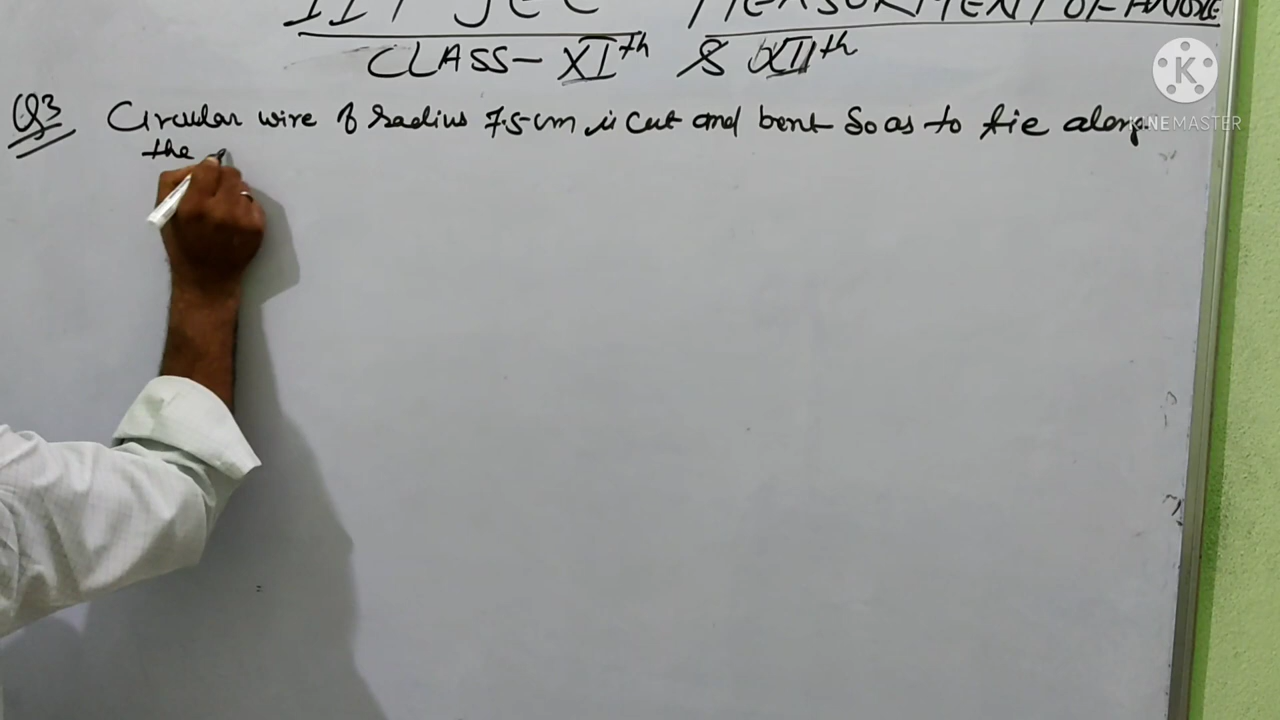 IIT JEE MEASURMENT OF ANGLE
CLASS-XIth & XIIth
Q3 Circular wire of radius 7.5 cm is cut and bent So as to lie along
the
K
KINEMASTER